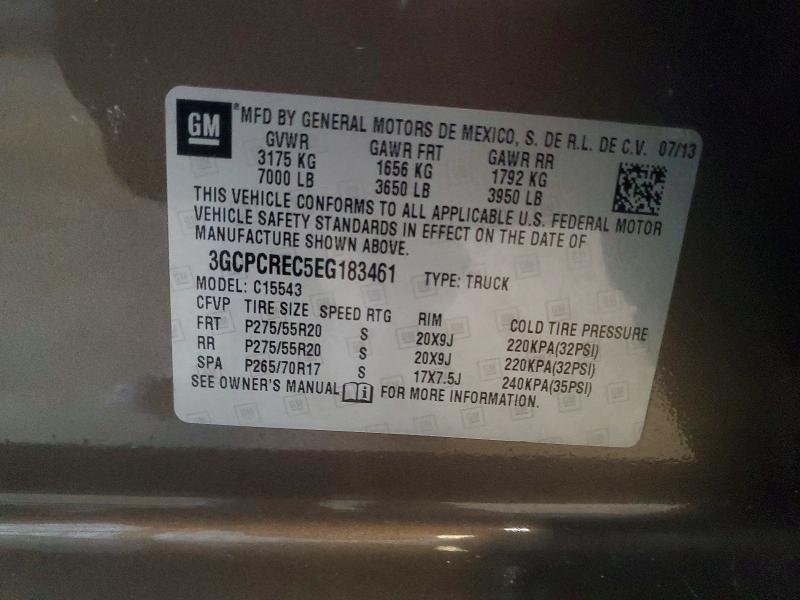 GM ®MFD BY GENERAL MOTORS DE MEXICO, S. DE R.L. DE C.V. 07/13
GVWR GAWR FRT GAWR RR
3175 KG 1656 KG 1792 KG
7000 LB 3650 LB 3950 LB
THIS VEHICLE CONFORMS TO ALL APPLICABLE U.S. FEDERAL MOTOR
VEHICLE SAFETY STANDARDS IN EFFECT ON THE DATE OF
MANUFACTURE SHOWN ABOVE.
3GCPCREC5EG183461 TYPE: TRUCK
MODEL: C15543
CFVP TIRE SIZE SPEED RTG RIM COLD TIRE PRESSURE
FRT P275/55R20 S 20X9J 220KPA(32PSI)
RR P275/55R20 S 20X9J 220KPA(32PSI)
SPA P265/70R17 S 17X7.5J 240KPA(35PSI)
SEE OWNER'S MANUAL i FOR MORE INFORMATION.